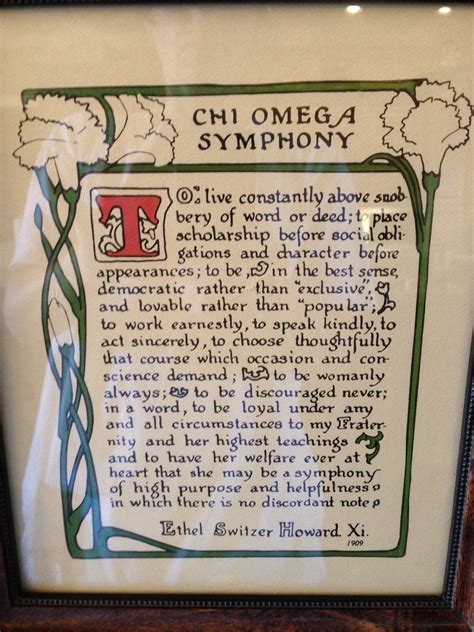 CHI OMEGA
SYMPHONY
TO live constantly above snob
bery of word or deed; to place
scholarship before social obli
gations and character before
appearances; to be, in the best sense,
democratic rather than "exclusive",
and lovable rather than "popular";
to work earnestly, to speak kindly, to
act sincerely, to choose thoughtfully
that course which occasion and con-
science demand; to be womanly
always; to be discouraged never;
in a word, to be loyal under any
and all circumstances to my Frater-
nity and her highest teachings
and to have her welfare ever at
heart that she may be a symphony
of high purpose and helpfulness
in which there is no discordant note
Ethel Switzer Howard Xi.
1909